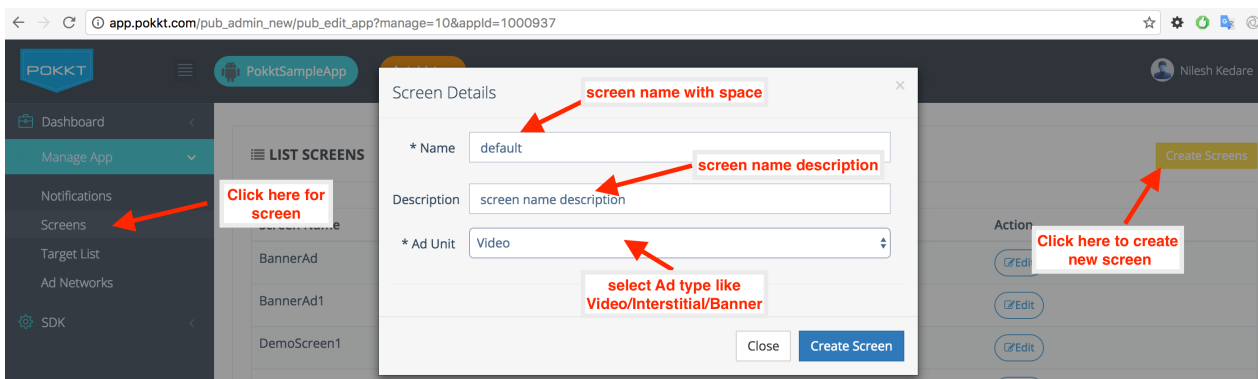 app.pokkt.com/pub_admin_new/pub_edit_app?manage=10&appId=1000937
POKKT
PokktSampleApp
Nilesh Kedare
Screen Details
×
screen name with space
Dashboard
Manage App
LIST SCREENS
* Name
default
Create Screens
screen name description
Notifications
Click here for
screen
Description
screen name description
Screens
Screen Name
Action
* Ad Unit
Video
Click here to create
new screen
Target List
BannerAd
Edit
Ad Networks
select Ad type like
Video/Interstitial/Banner
BannerAd1
Edit
SDK
DemoScreen1
Close
Create Screen
Edit